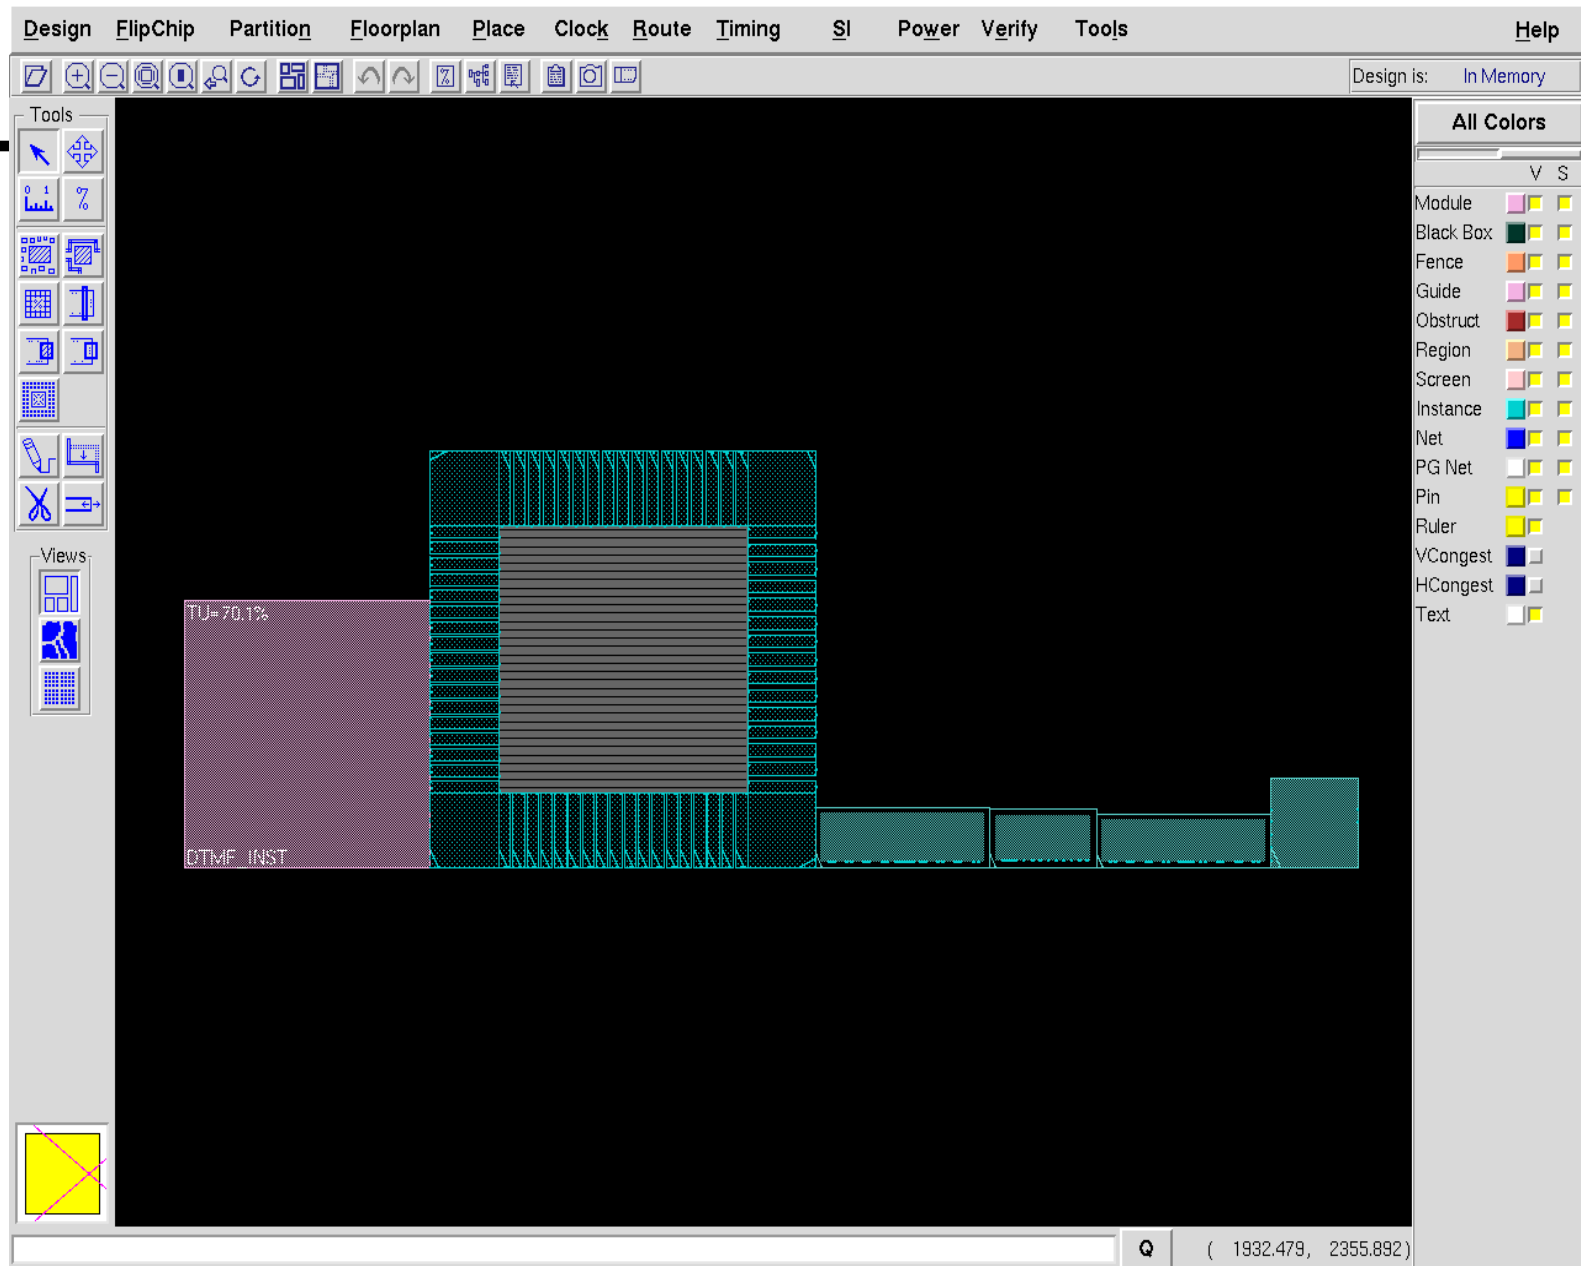 Design FlipChip Partition Floorplan Place Clock Route Timing SI Power Verify Tools Help
Design is: In Memory
Tools
0 1
%
Views
TU=70.1%
DTMF_INST
All Colors
V S
Module
Black Box
Fence
Guide
Obstruct
Region
Screen
Instance
Net
PG Net
Pin
Ruler
VCongest
HCongest
Text
Q ( 1932.479, 2355.892)